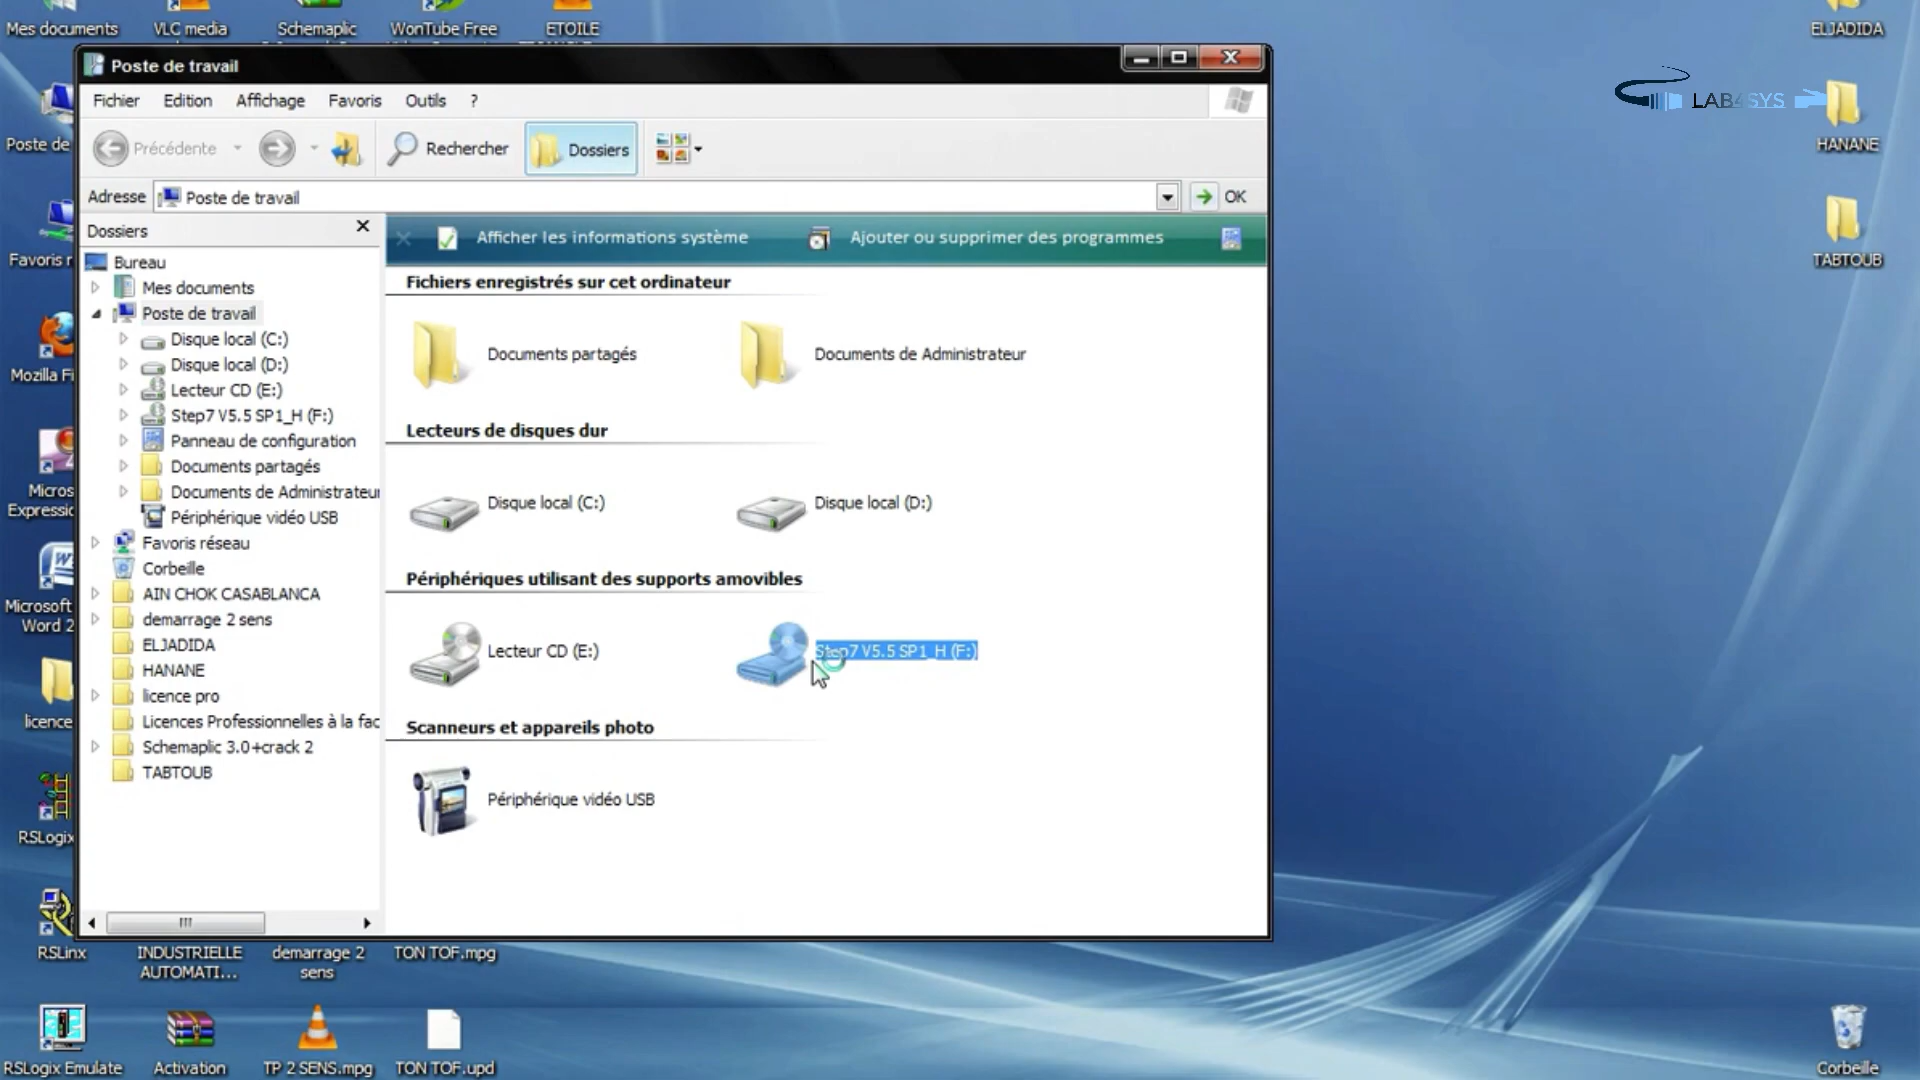 Mes documents
VLC media
Schemaplic
WonTube Free
ETOILE
ELJADIDA
Poste de travail
Fichier Edition Affichage Favoris Outils ?
LAB4SYS
Précédente
Rechercher
Dossiers
Poste de
HANANE
Adresse
Poste de travail
OK
Dossiers
Afficher les informations système
Ajouter ou supprimer des programmes
Favoris r
TABTOUB
Bureau
Mes documents
Poste de travail
Disque local (C:)
Disque local (D:)
Lecteur CD (E:)
Step7 V5.5 SP1_H (F:)
Panneau de configuration
Documents partagés
Documents de Administrateur
Périphérique vidéo USB
Favoris réseau
Corbeille
AIN CHOK CASABLANCA
demarrage 2 sens
ELJADIDA
HANANE
licence pro
Licences Professionnelles à la fac
Schemaplic 3.0+crack 2
TABTOUB
Fichiers enregistrés sur cet ordinateur
Documents partagés
Documents de Administrateur
Lecteurs de disques dur
Disque local (C:)
Disque local (D:)
Périphériques utilisant des supports amovibles
Lecteur CD (E:)
Step7 V5.5 SP1_H (F:)
Scanneurs et appareils photo
Périphérique vidéo USB
Mozilla Fi
Micros
Expressio
Microsoft
Word 2
licence
RSLogix
RSLinx
INDUSTRIELLE
AUTOMATI...
demarrage 2
sens
TON TOF.mpg
RSLogix Emulate
Activation
TP 2 SENS.mpg
TON TOF.upd
Corbeille